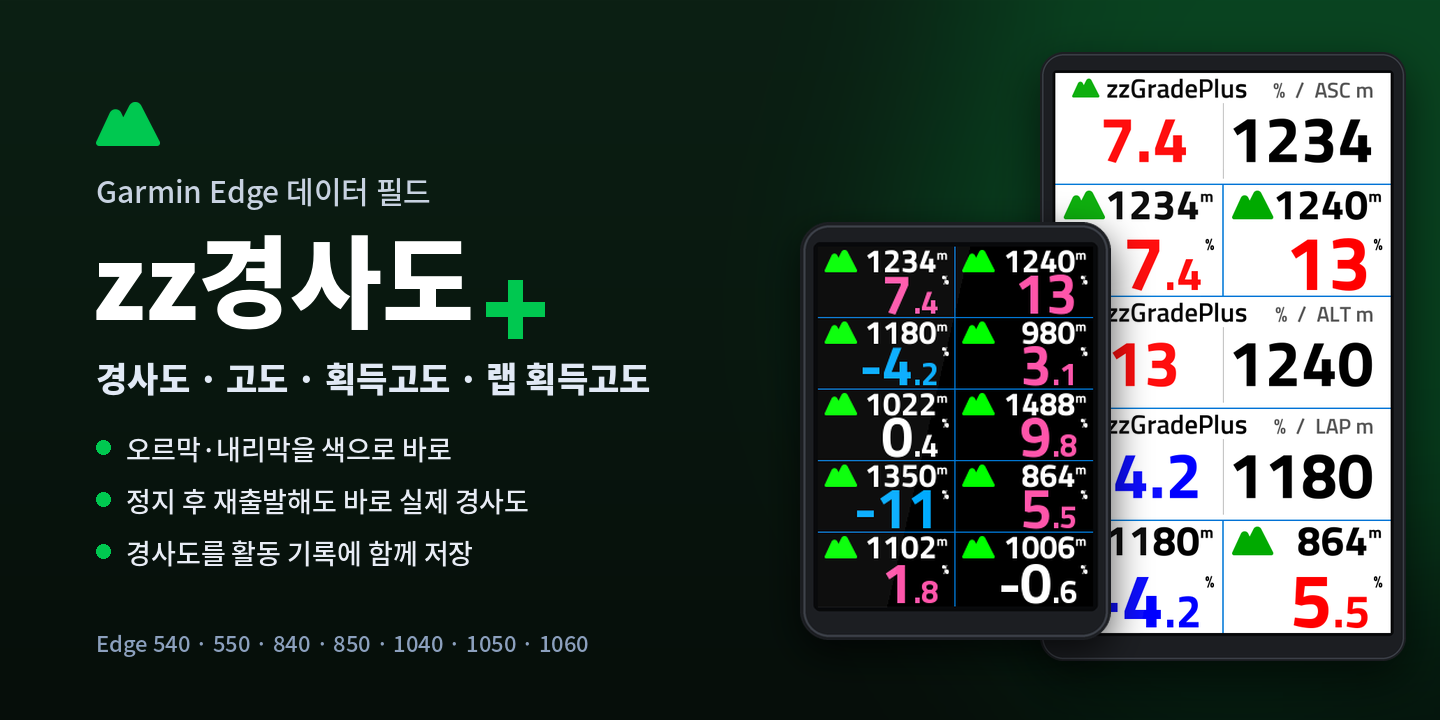 Garmin Edge 데이터 필드
zz경사도+
경사도 · 고도 · 획득고도 · 랩 획득고도
오르막·내리막을 색으로 바로
정지 후 재출발해도 바로 실제 경사도
경사도를 활동 기록에 함께 저장
Edge 540 · 550 · 840 · 850 · 1040 · 1050 · 1060
1234m 1240m
7.4% 13%
1180m 980m
-4.2% 3.1%
1022m 1488m
0.4% 9.8%
1350m 864m
-11% 5.5%
1102m 1006m
1.8% -0.6%
zzGradePlus % / ASC m
7.4 1234
1234m 1240m
7.4% 13%
zzGradePlus % / ALT m
13 1240
zzGradePlus % / LAP m
4.2 1180
1180m 864m
-4.2% 5.5%